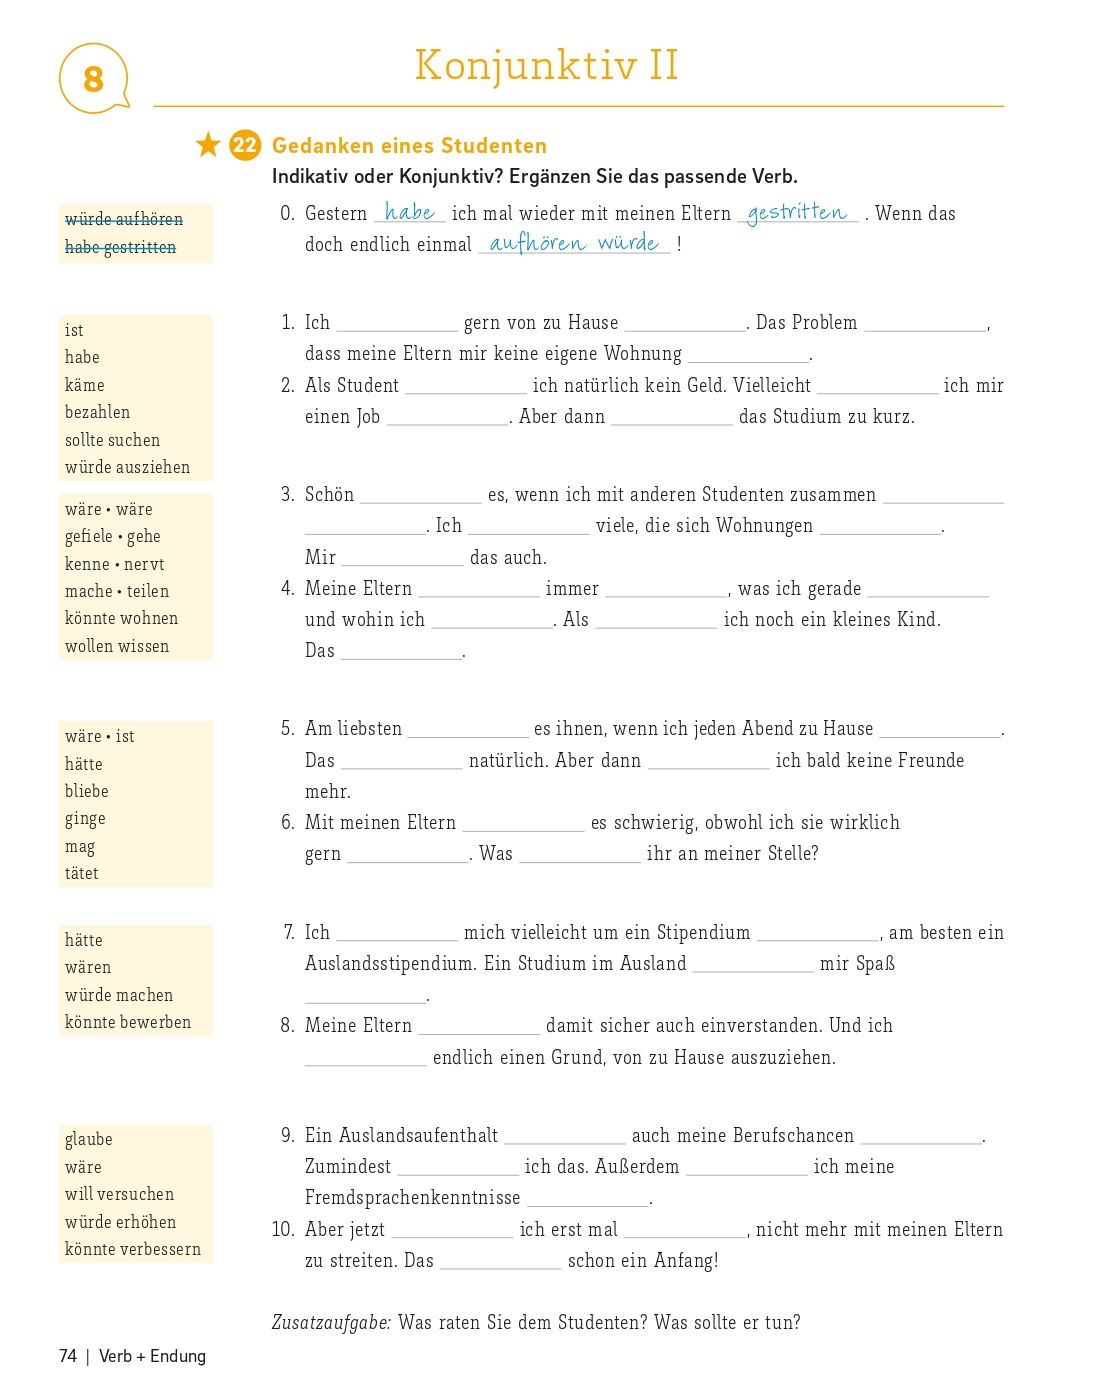 8
Konjunktiv II
22 Gedanken eines Studenten
Indikativ oder Konjunktiv? Ergänzen Sie das passende Verb.
würde aufhören
habe gestritten
0. Gestern habe ich mal wieder mit meinen Eltern gestritten . Wenn das
doch endlich einmal aufhören würde !
ist
habe
käme
bezahlen
sollte suchen
würde ausziehen
1. Ich ____________ gern von zu Hause ____________. Das Problem ____________,
dass meine Eltern mir keine eigene Wohnung ____________.
2. Als Student ____________ ich natürlich kein Geld. Vielleicht ____________ ich mir
einen Job ____________. Aber dann ____________ das Studium zu kurz.
wäre • wäre
gefiele • gehe
kenne • nervt
mache • teilen
könnte wohnen
wollen wissen
3. Schön ____________ es, wenn ich mit anderen Studenten zusammen ____________
____________. Ich ____________ viele, die sich Wohnungen ____________.
Mir ____________ das auch.
4. Meine Eltern ____________ immer ____________, was ich gerade ____________
und wohin ich ____________. Als ____________ ich noch ein kleines Kind.
Das ____________.
wäre • ist
hätte
bliebe
ginge
mag
tätet
5. Am liebsten ____________ es ihnen, wenn ich jeden Abend zu Hause ____________.
Das ____________ natürlich. Aber dann ____________ ich bald keine Freunde
mehr.
6. Mit meinen Eltern ____________ es schwierig, obwohl ich sie wirklich
gern ____________. Was ____________ ihr an meiner Stelle?
hätte
wären
würde machen
könnte bewerben
7. Ich ____________ mich vielleicht um ein Stipendium ____________, am besten ein
Auslandsstipendium. Ein Studium im Ausland ____________ mir Spaß
____________.
8. Meine Eltern ____________ damit sicher auch einverstanden. Und ich
____________ endlich einen Grund, von zu Hause auszuziehen.
glaube
wäre
will versuchen
würde erhöhen
könnte verbessern
9. Ein Auslandsaufenthalt ____________ auch meine Berufschancen ____________.
Zumindest ____________ ich das. Außerdem ____________ ich meine
Fremdsprachenkenntnisse ____________.
10. Aber jetzt ____________ ich erst mal ____________, nicht mehr mit meinen Eltern
zu streiten. Das ____________ schon ein Anfang!
Zusatzaufgabe: Was raten Sie dem Studenten? Was sollte er tun?
74 | Verb + Endung